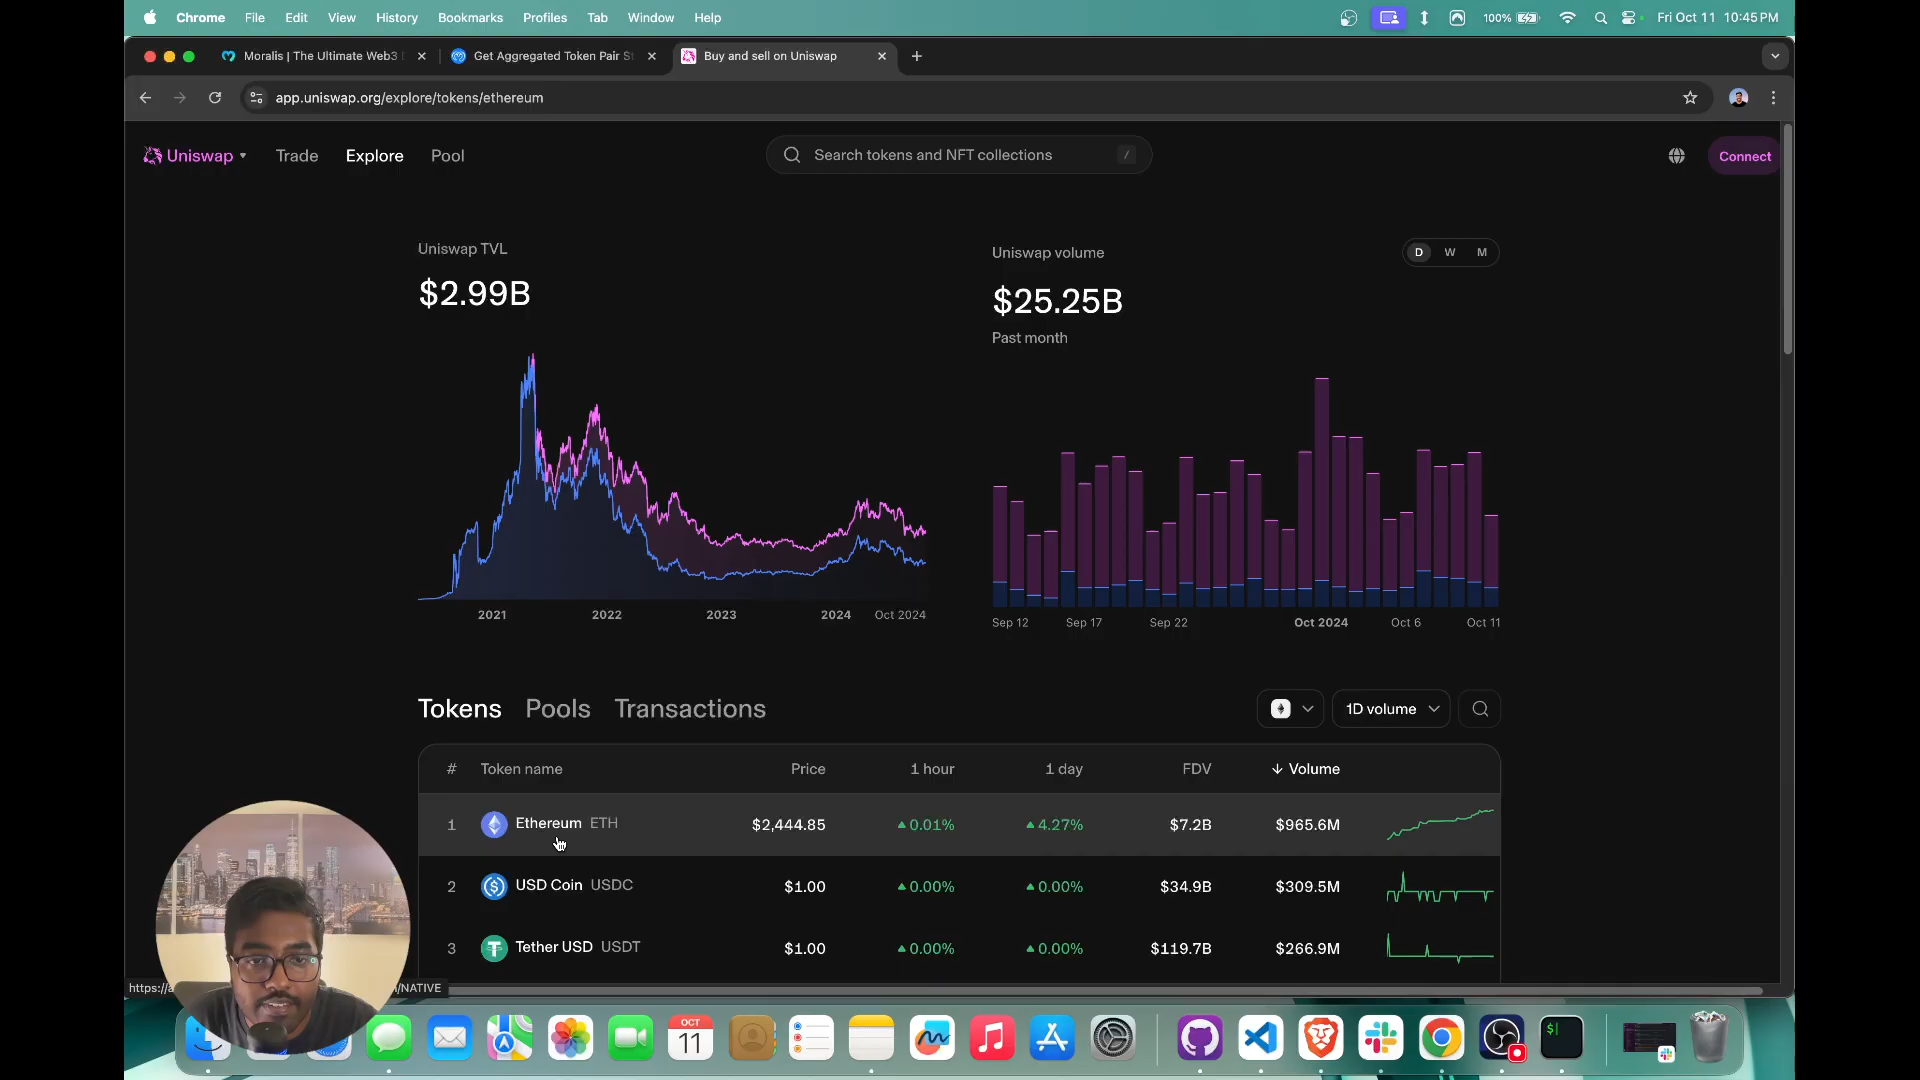 Chrome File Edit View History Bookmarks Profiles Tab Window Help 100% Fri Oct 11 10:45 PM
Moralis | The Ultimate Web3 Get Aggregated Token Pair St Buy and sell on Uniswap
app.uniswap.org/explore/tokens/ethereum
Uniswap Trade Explore Pool Search tokens and NFT collections / Connect
Uniswap TVL
$2.99B
2021 2022 2023 2024 Oct 2024
Uniswap volume D W M
$25.25B
Past month
Sep 12 Sep 17 Sep 22 Oct 2024 Oct 6 Oct 11
Tokens Pools Transactions 1D volume
# Token name Price 1 hour 1 day FDV Volume
1 Ethereum ETH $2,444.85 0.01% 4.27% $7.2B $965.6M
2 USD Coin USDC $1.00 0.00% 0.00% $34.9B $309.5M
3 Tether USD USDT $1.00 0.00% 0.00% $119.7B $266.9M
https://a /NATIVE
OCT
11
$